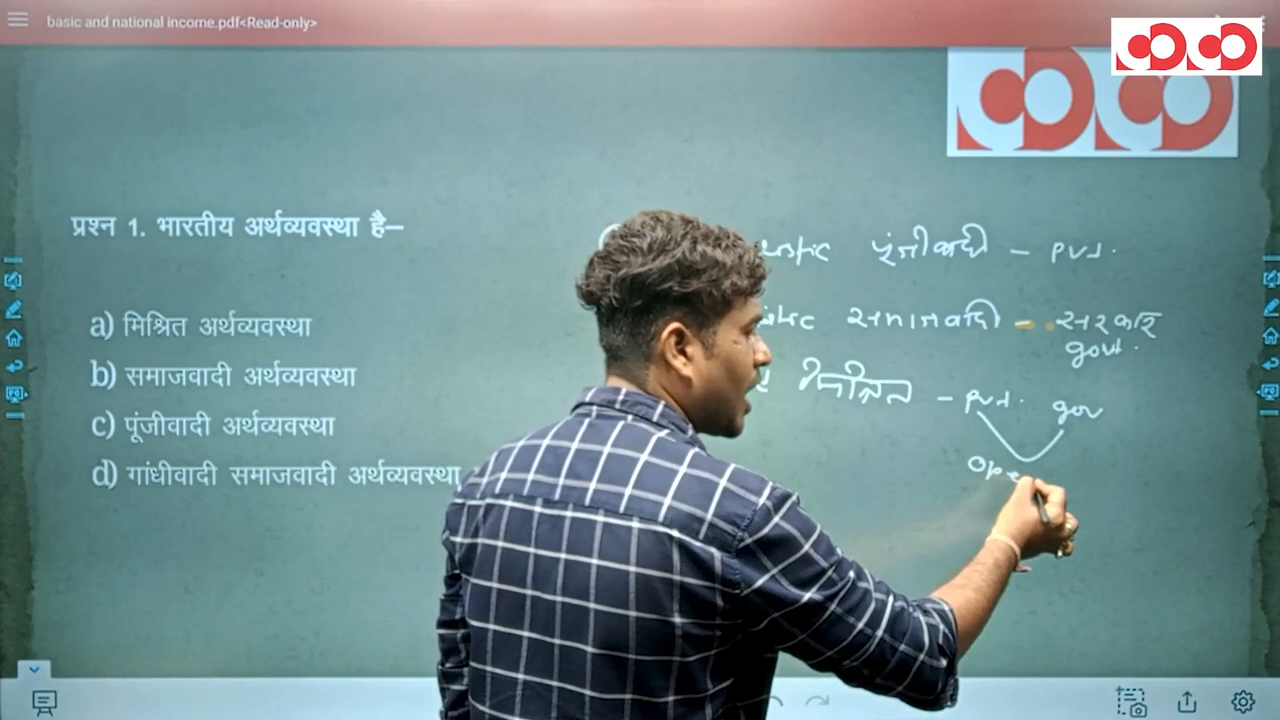 basic and national income.pdf<Read-only>
प्रश्न 1. भारतीय अर्थव्यवस्था है–
a) मिश्रित अर्थव्यवस्था
b) समाजवादी अर्थव्यवस्था
c) पूंजीवादी अर्थव्यवस्था
d) गांधीवादी समाजवादी अर्थव्यवस्था
पूंजीवादी – Pvt.
समाजवादी – सरकार
govt.
– Pvt. gov